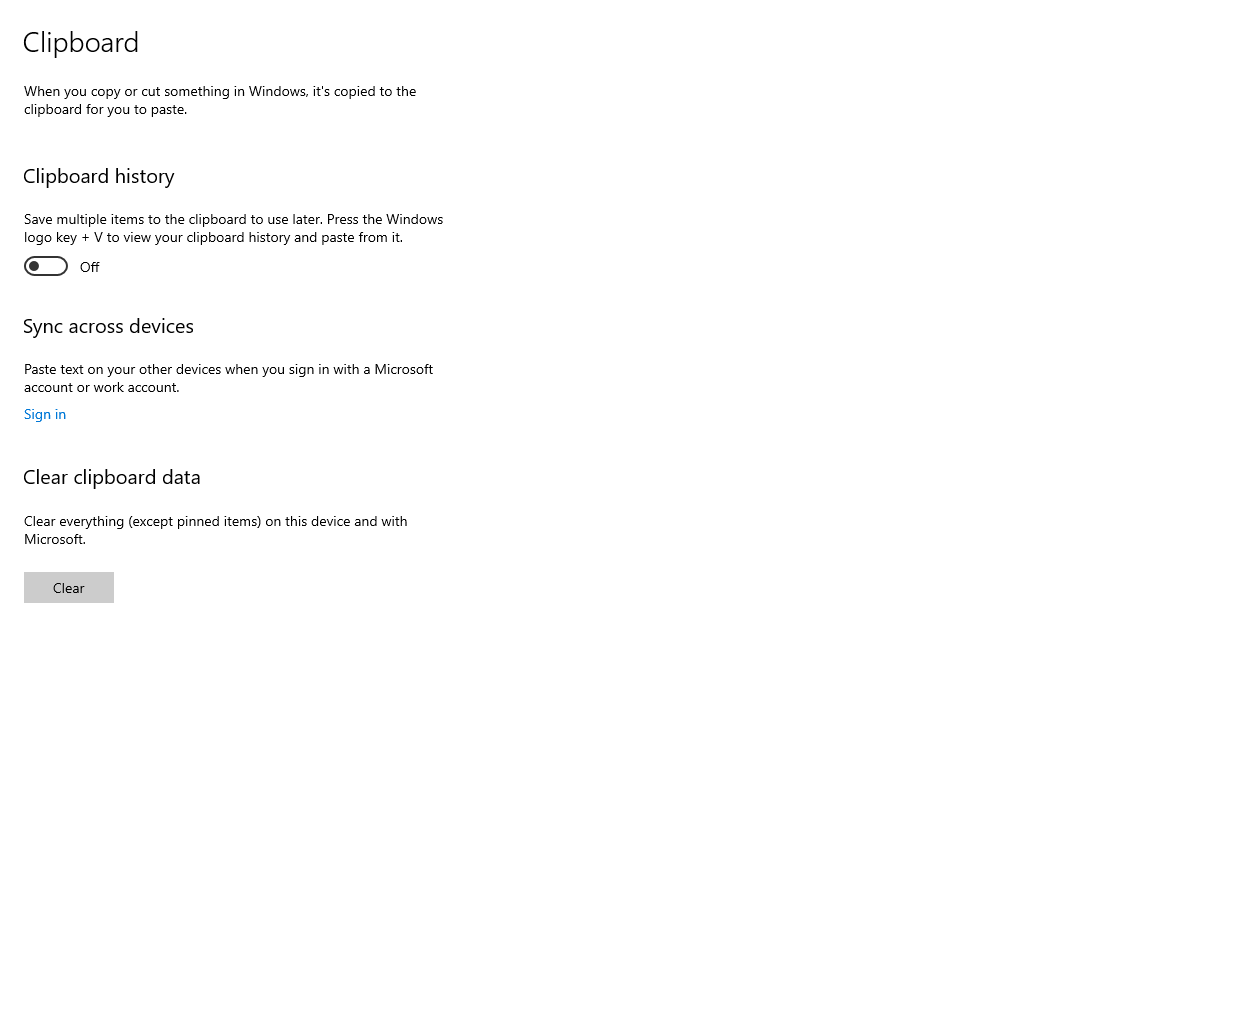 Clipboard
When you copy or cut something in Windows, it's copied to the
clipboard for you to paste.
Clipboard history
Save multiple items to the clipboard to use later. Press the Windows
logo key + V to view your clipboard history and paste from it.
Off
Sync across devices
Paste text on your other devices when you sign in with a Microsoft
account or work account.
Sign in
Clear clipboard data
Clear everything (except pinned items) on this device and with
Microsoft.
Clear